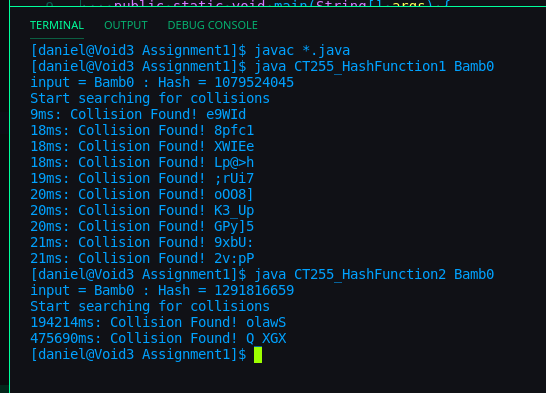 public static void main(String[] args) {
TERMINAL OUTPUT DEBUG CONSOLE
[daniel@Void3 Assignment1]$ javac *.java
[daniel@Void3 Assignment1]$ java CT255_HashFunction1 Bamb0
input = Bamb0 : Hash = 1079524045
Start searching for collisions
9ms: Collision Found! e9WId
18ms: Collision Found! 8pfc1
18ms: Collision Found! XWIEe
18ms: Collision Found! Lp@>h
19ms: Collision Found! ;rUi7
20ms: Collision Found! oOO8]
20ms: Collision Found! K3_Up
20ms: Collision Found! GPy]5
21ms: Collision Found! 9xbU:
21ms: Collision Found! 2v:pP
[daniel@Void3 Assignment1]$ java CT255_HashFunction2 Bamb0
input = Bamb0 : Hash = 1291816659
Start searching for collisions
194214ms: Collision Found! olawS
475690ms: Collision Found! Q_XGX
[daniel@Void3 Assignment1]$